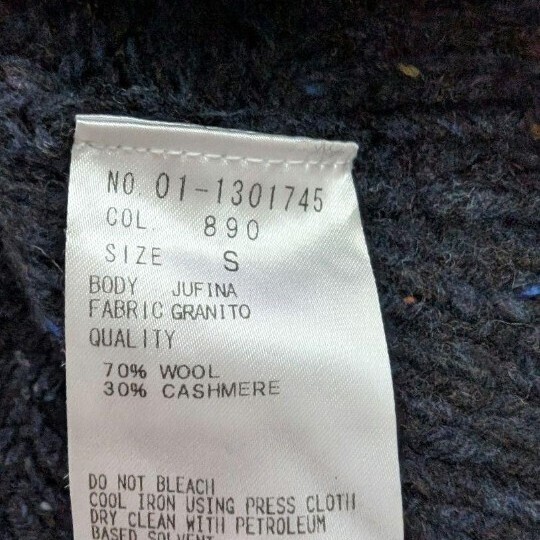 NO. 01-1301745
COL. 890
SIZE S
BODY JUFINA
FABRIC GRANITO
QUALITY
70% WOOL
30% CASHMERE
DO NOT BLEACH
COOL IRON USING PRESS CLOTH
DRY CLEAN WITH PETROLEUM
BASED SOLVENT